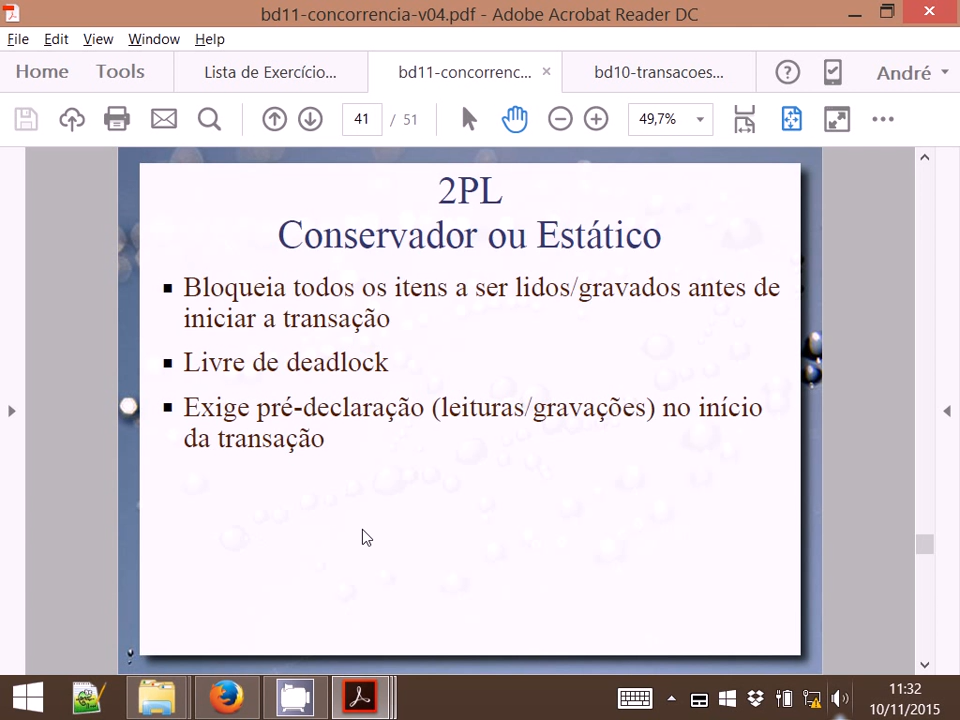 bd11-concorrencia-v04.pdf - Adobe Acrobat Reader DC
File Edit View Window Help
Home Tools Lista de Exercício... bd11-concorrenc... × bd10-transacoes... ? André
41 / 51 49,7%
2PL
Conservador ou Estático
Bloqueia todos os itens a ser lidos/gravados antes de
iniciar a transação
Livre de deadlock
Exige pré-declaração (leituras/gravações) no início
da transação
11:32
10/11/2015